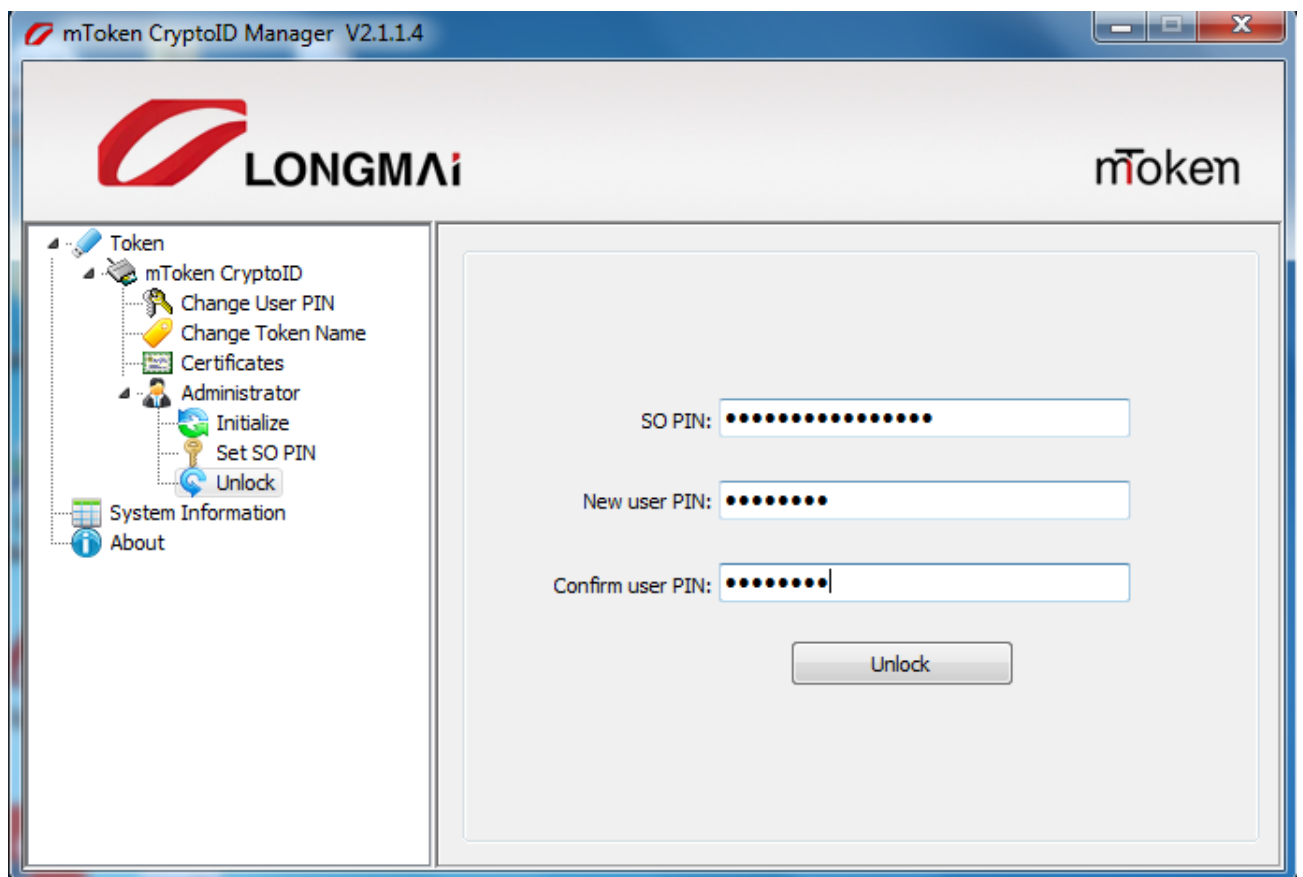 mToken CryptoID Manager V2.1.1.4
LONGMAi
mToken
Token
mToken CryptoID
Change User PIN
Change Token Name
Certificates
Administrator
Initialize
Set SO PIN
Unlock
System Information
About
SO PIN: ••••••••••••••••
New user PIN: ••••••••
Confirm user PIN: ••••••••
Unlock